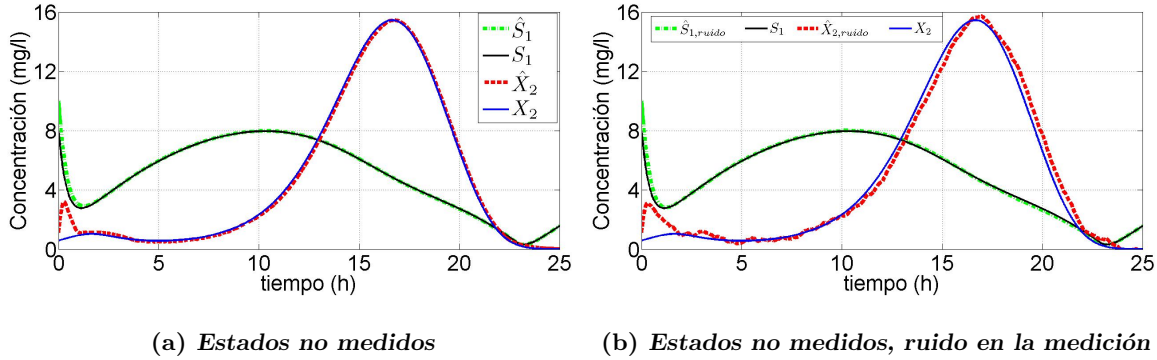 16
12
8
4
0
Concentración (mg/l)
0 5 10 15 20 25
tiempo (h)
Ŝ₁
S₁
X̂₂
X₂
(a) Estados no medidos
16
12
8
4
0
Concentración (mg/l)
0 5 10 15 20 25
tiempo (h)
Ŝ₁,ruido S₁ X̂₂,ruido X₂
(b) Estados no medidos, ruido en la medición